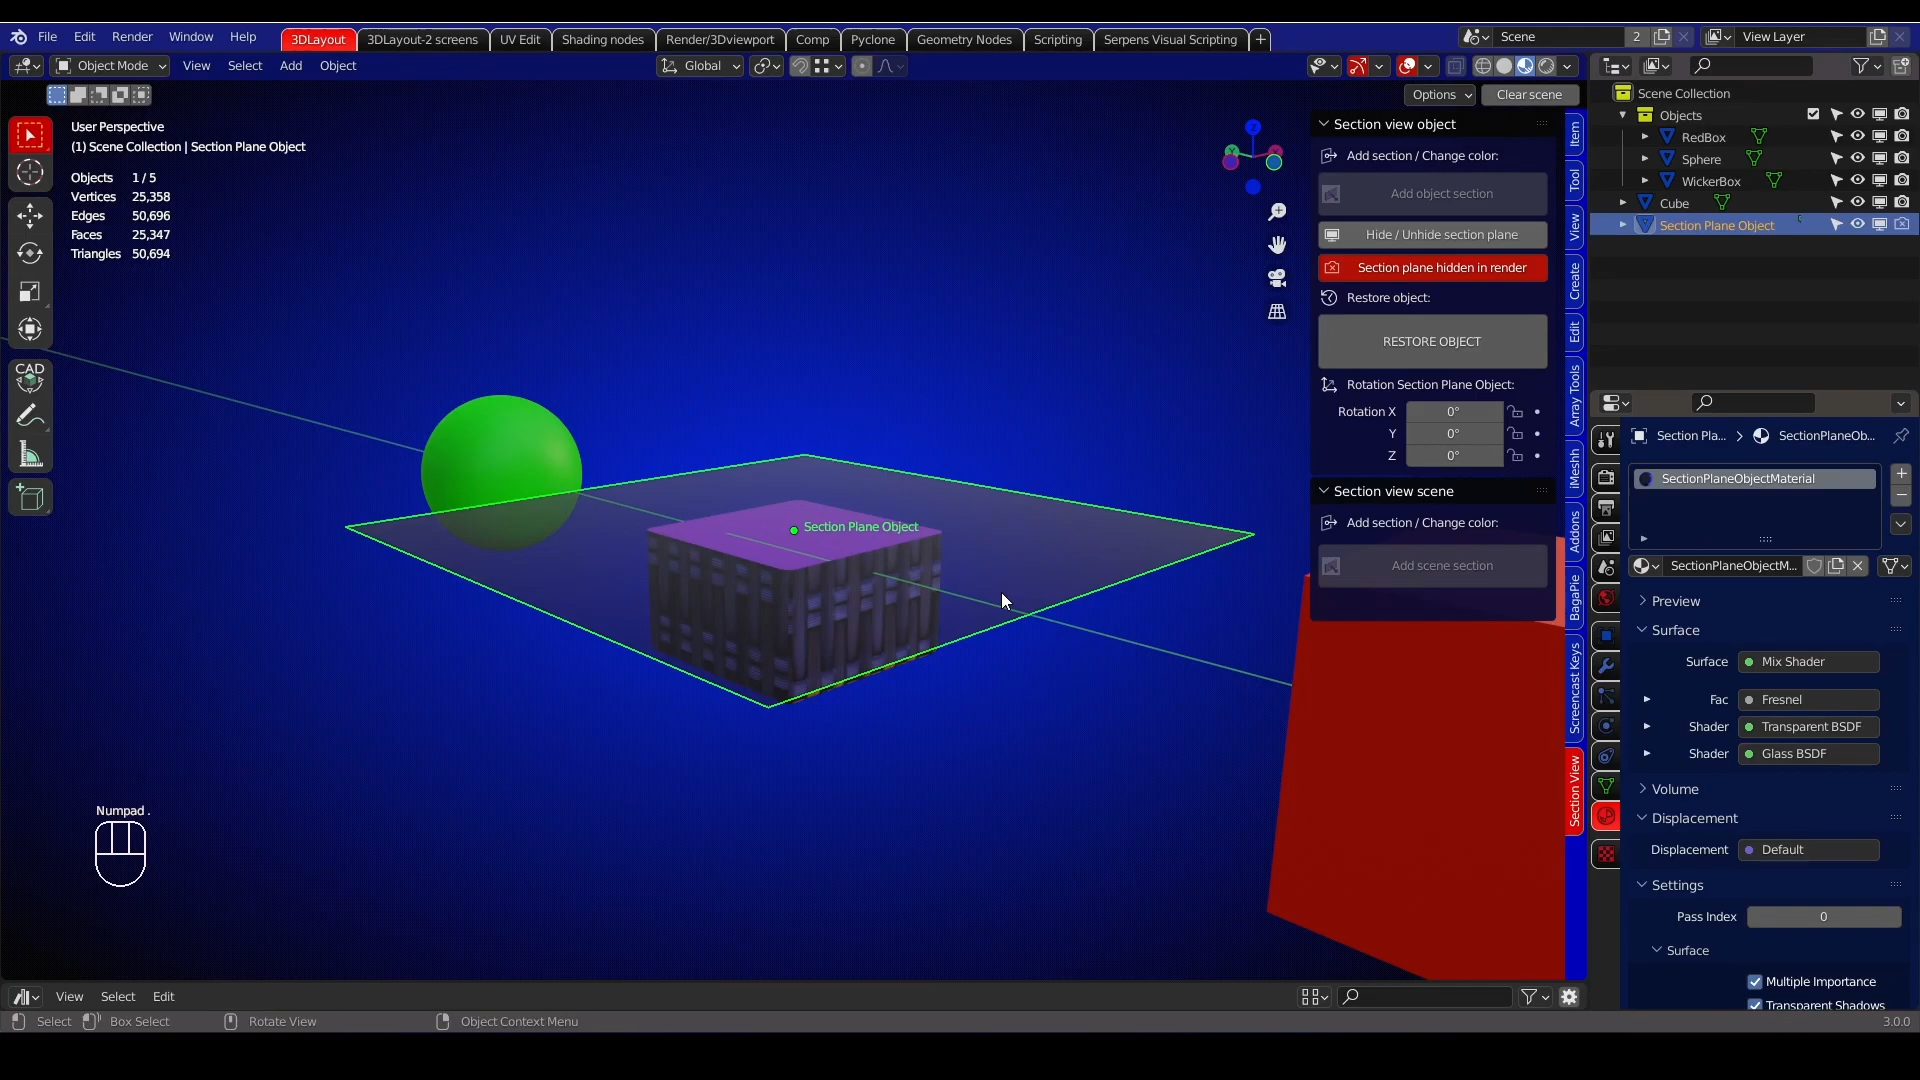 File Edit Render Window Help 3DLayout 3DLayout-2 screens UV Edit Shading nodes Render/3Dviewport Comp Pyclone Geometry Nodes Scripting Serpens Visual Scripting + Scene 2 View Layer
Object Mode View Select Add Object Global
Options Clear scene
User Perspective
(1) Scene Collection | Section Plane Object
Objects 1 / 5
Vertices 25,358
Edges 50,696
Faces 25,347
Triangles 50,694
CAD
Section Plane Object
Numpad .
Z
Section view object
Add section / Change color:
Add object section
Hide / Unhide section plane
Section plane hidden in render
Restore object:
RESTORE OBJECT
Rotation Section Plane Object:
Rotation X 0°
Y 0°
Z 0°
Section view scene
Add section / Change color:
Add scene section
Item
Tool
View
Create
Edit
Array Tools
iMeshh
Addons
BagaPie
Screencast Keys
Section View
Scene Collection
Objects
RedBox
Sphere
WickerBox
Cube
Section Plane Object
Section Pla... SectionPlaneOb...
SectionPlaneObjectMaterial
SectionPlaneObjectM...
Preview
Surface
Surface Mix Shader
Fac Fresnel
Shader Transparent BSDF
Shader Glass BSDF
Volume
Displacement
Displacement Default
Settings
Pass Index 0
Surface
Multiple Importance
Transparent Shadows
View Select Edit
Select Box Select Rotate View Object Context Menu 3.0.0